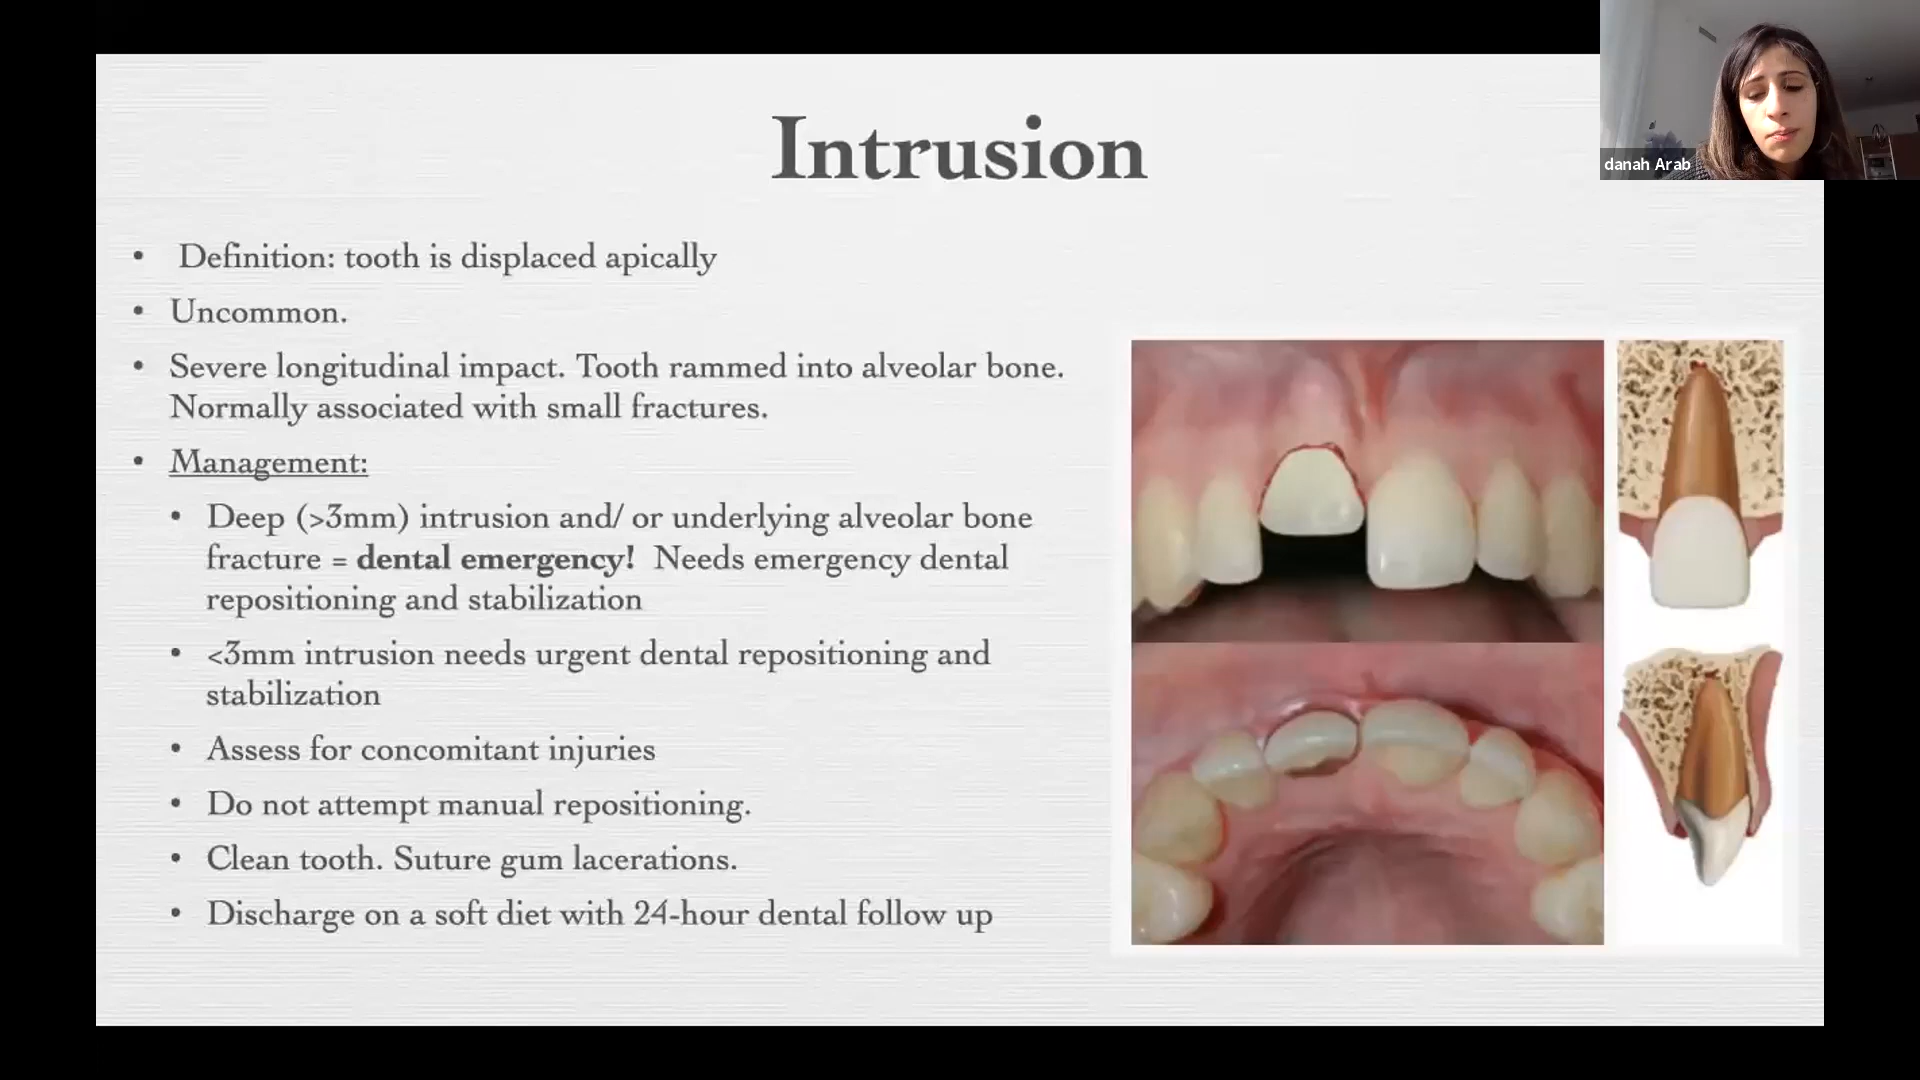 danah Arab
Intrusion
• Definition: tooth is displaced apically
• Uncommon.
• Severe longitudinal impact. Tooth rammed into alveolar bone.
Normally associated with small fractures.
• Management:
• Deep (>3mm) intrusion and/ or underlying alveolar bone
fracture = dental emergency! Needs emergency dental
repositioning and stabilization
• <3mm intrusion needs urgent dental repositioning and
stabilization
• Assess for concomitant injuries
• Do not attempt manual repositioning.
• Clean tooth. Suture gum lacerations.
• Discharge on a soft diet with 24-hour dental follow up